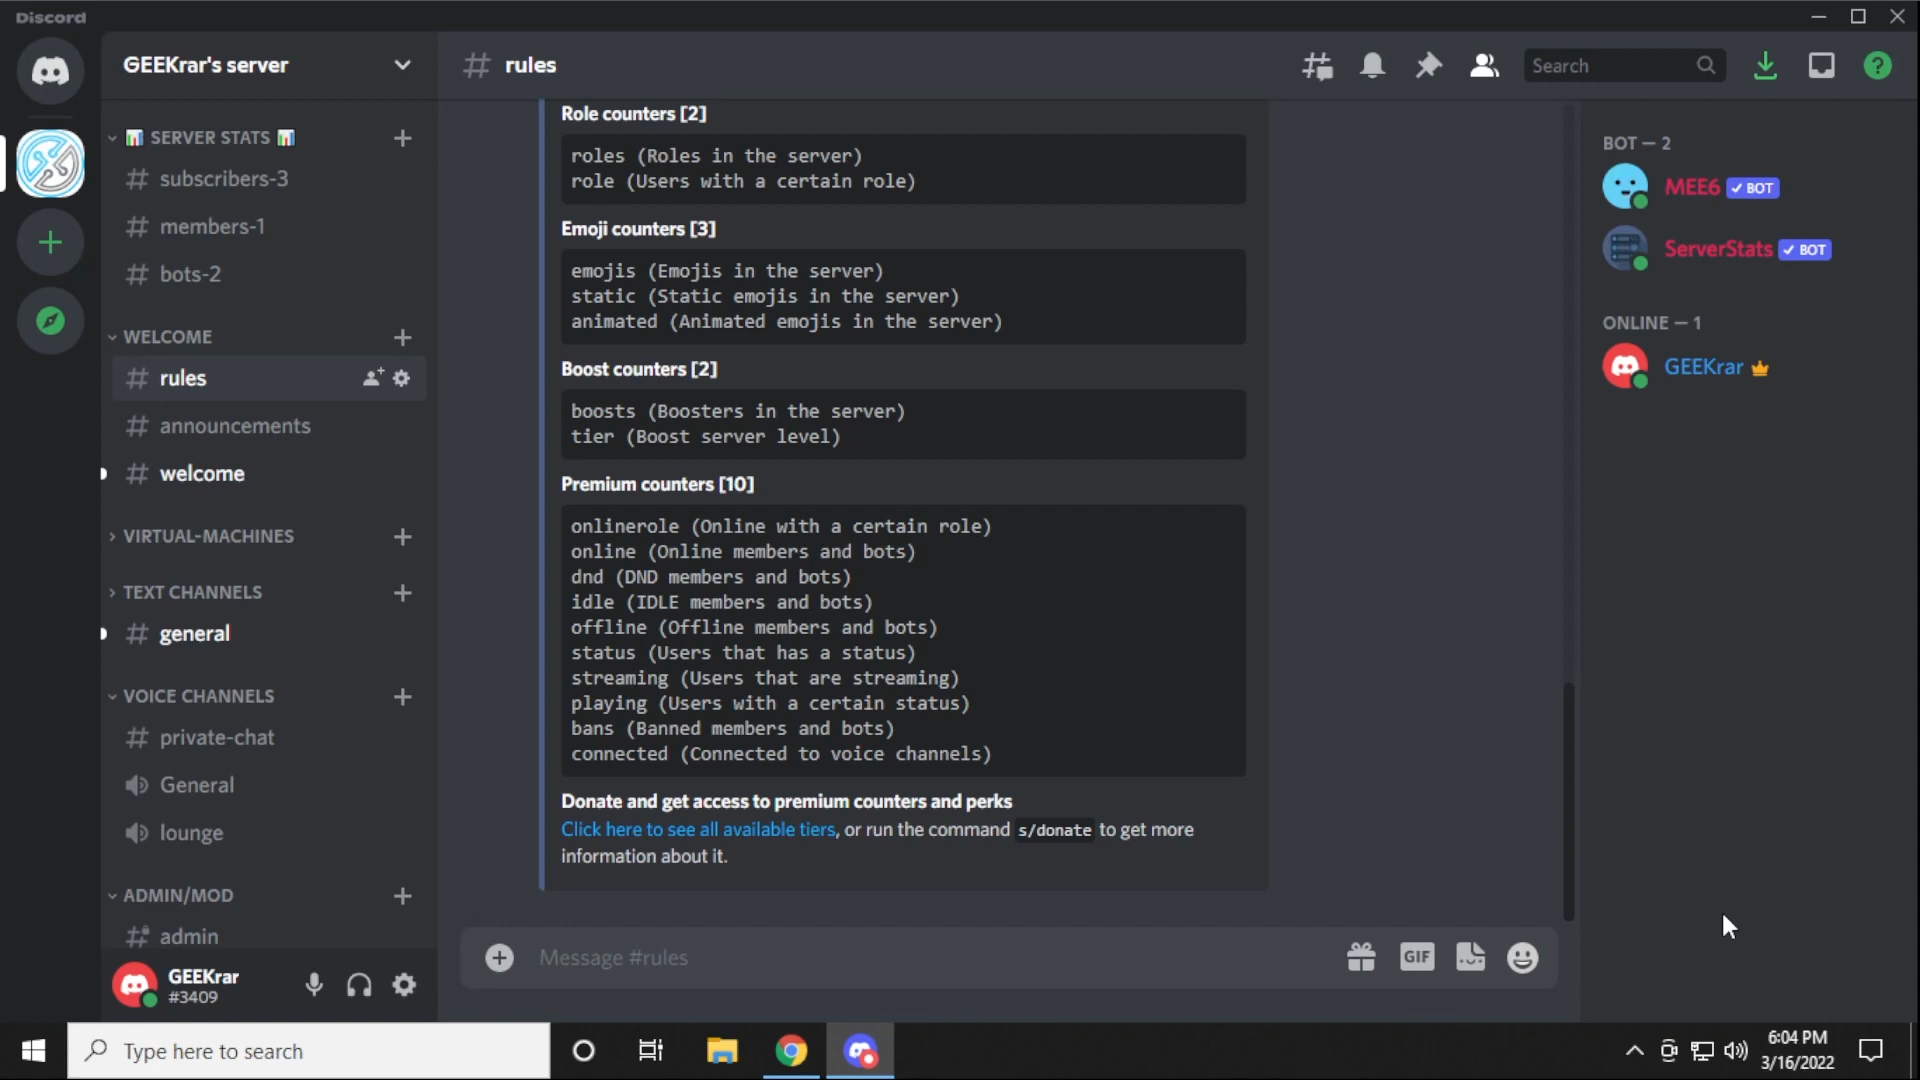 Discord
GEEKrar's server
# rules
Search
📊 SERVER STATS 📊
# subscribers-3
# members-1
# bots-2
WELCOME
# rules
# announcements
# welcome
VIRTUAL-MACHINES
TEXT CHANNELS
# general
VOICE CHANNELS
# private-chat
General
lounge
ADMIN/MOD
# admin
GEEKrar
#3409
Role counters [2]
roles (Roles in the server)
role (Users with a certain role)
Emoji counters [3]
emojis (Emojis in the server)
static (Static emojis in the server)
animated (Animated emojis in the server)
Boost counters [2]
boosts (Boosters in the server)
tier (Boost server level)
Premium counters [10]
onlinerole (Online with a certain role)
online (Online members and bots)
dnd (DND members and bots)
idle (IDLE members and bots)
offline (Offline members and bots)
status (Users that has a status)
streaming (Users that are streaming)
playing (Users with a certain status)
bans (Banned members and bots)
connected (Connected to voice channels)
Donate and get access to premium counters and perks
Click here to see all available tiers, or run the command s/donate to get more
information about it.
Message #rules
GIF
BOT — 2
MEE6 ✓ BOT
ServerStats ✓ BOT
ONLINE — 1
GEEKrar
Type here to search
6:04 PM
3/16/2022